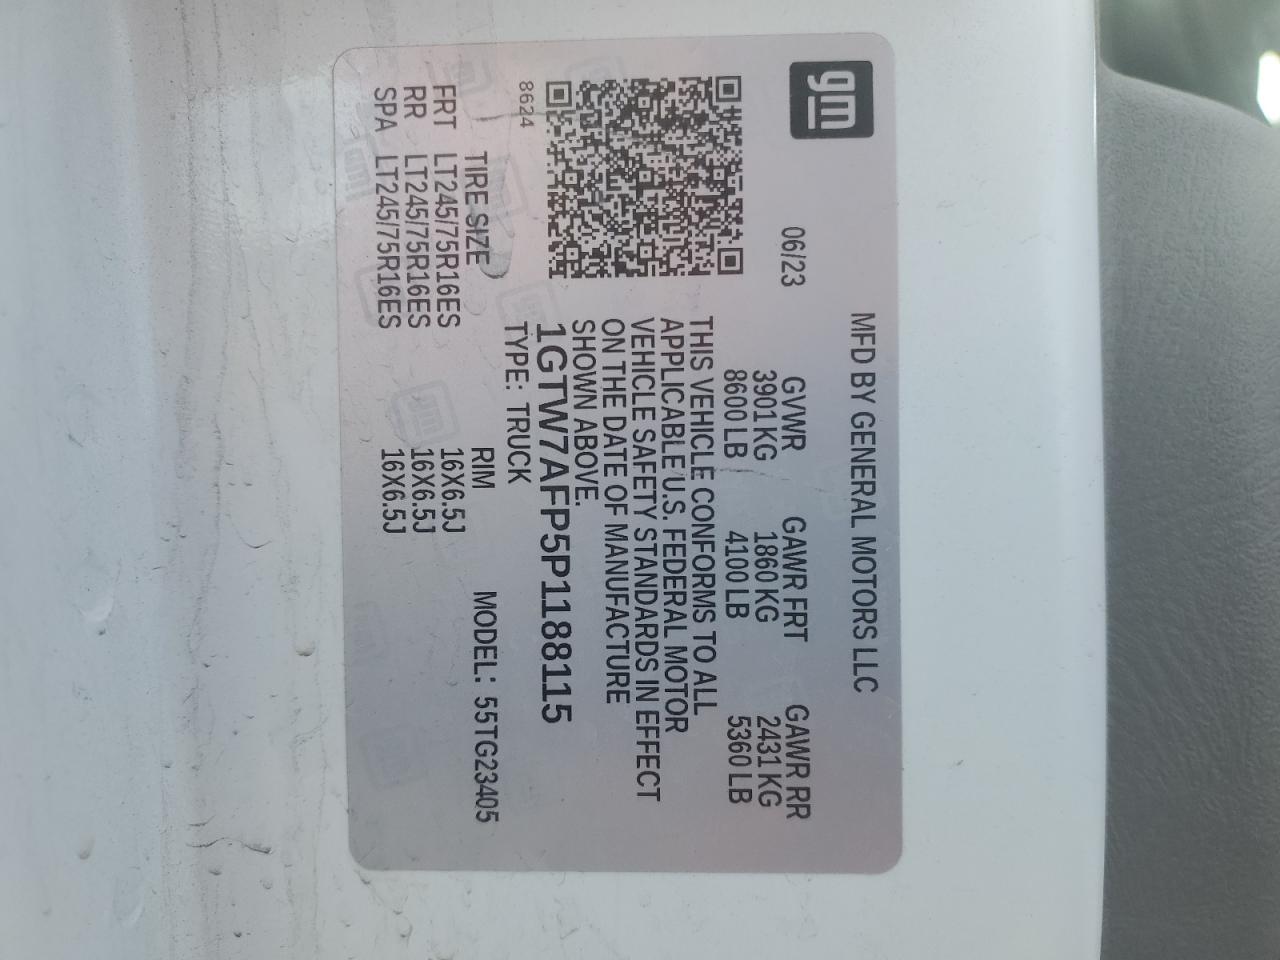 gm
MFD BY GENERAL MOTORS LLC
06/23 GVWR GAWR FRT GAWR RR
3901 KG 1860 KG 2431 KG
8600 LB 4100 LB 5360 LB
THIS VEHICLE CONFORMS TO ALL
APPLICABLE U.S. FEDERAL MOTOR
VEHICLE SAFETY STANDARDS IN EFFECT
ON THE DATE OF MANUFACTURE
SHOWN ABOVE.
8624
1GTW7AFP5P1188115
TYPE: TRUCK
TIRE SIZE RIM MODEL: 55TG23405
FRT LT245/75R16ES 16X6.5J
RR LT245/75R16ES 16X6.5J
SPA LT245/75R16ES 16X6.5J